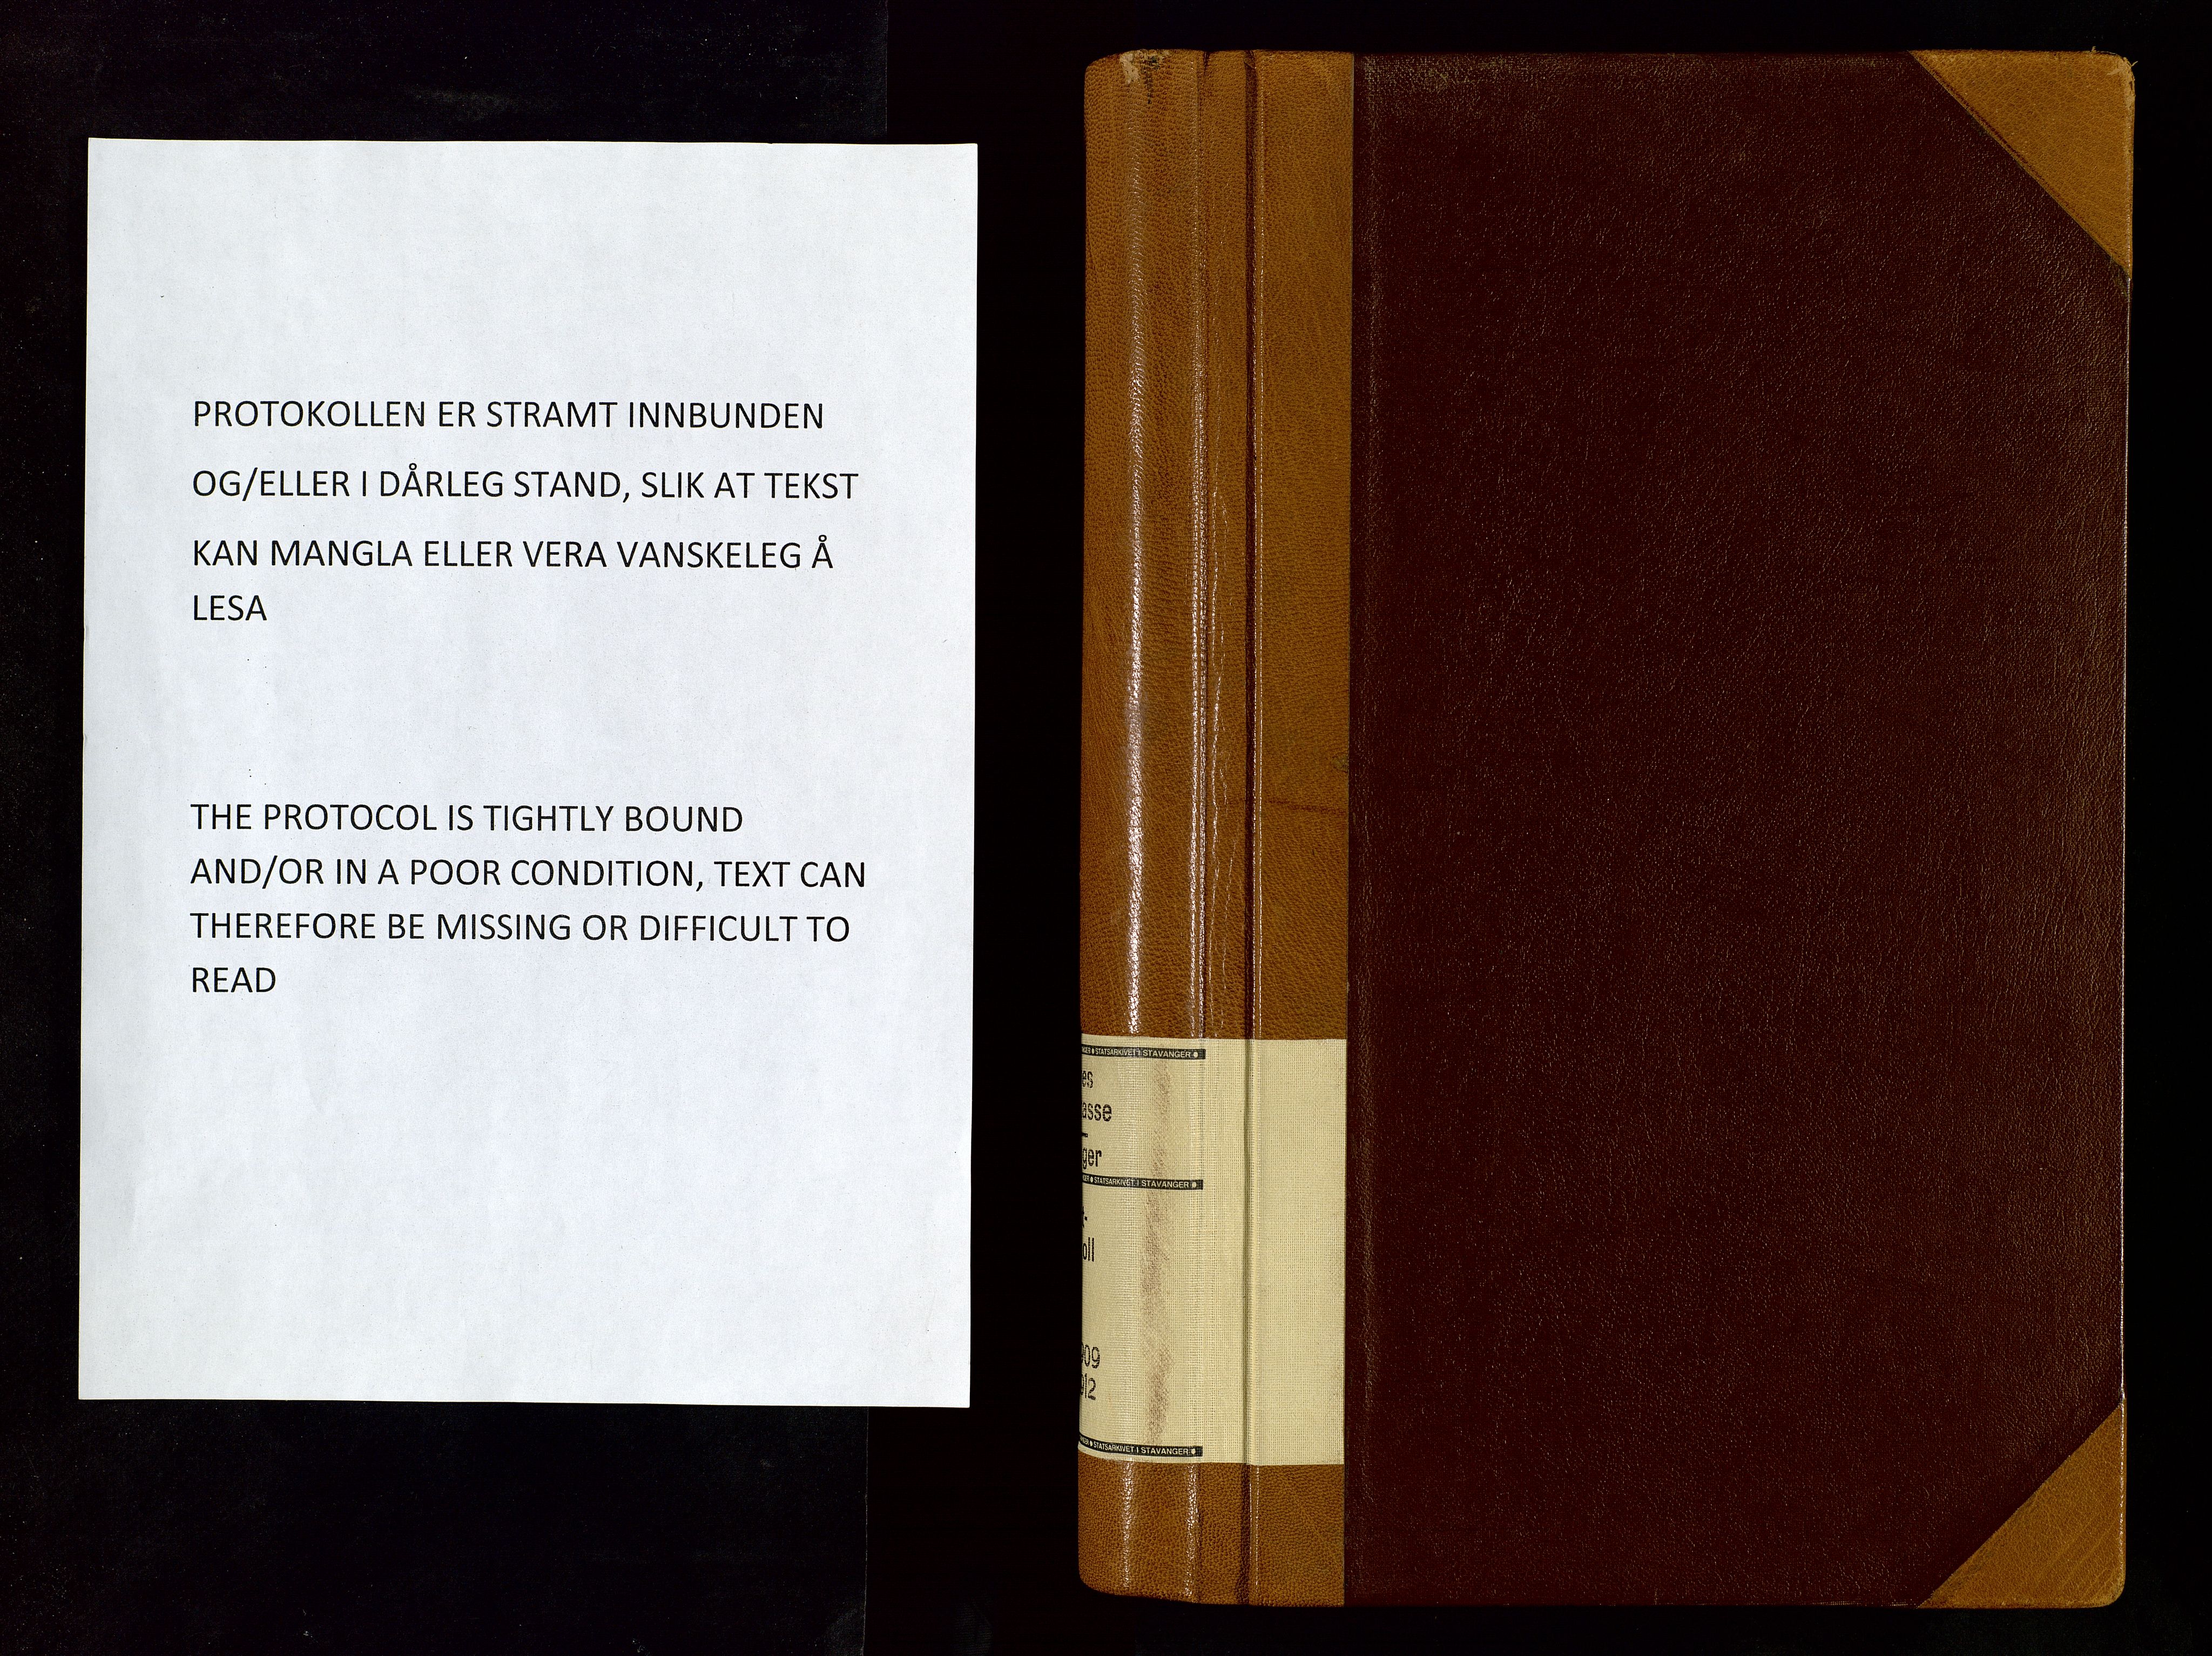 PROTOKOLLEN ER STRAMT INNBUNDEN
OG/ELLER I DÅRLEG STAND, SLIK AT TEKST
KAN MANGLA ELLER VERA VANSKELEG Å
LESA
THE PROTOCOL IS TIGHTLY BOUND
AND/OR IN A POOR CONDITION, TEXT CAN
THEREFORE BE MISSING OR DIFFICULT TO
READ
STATSARKIVET I STAVANGER
es
asse
ger
STATSARKIVET I STAVANGER
oll
09
912
STATSARKIVET I STAVANGER